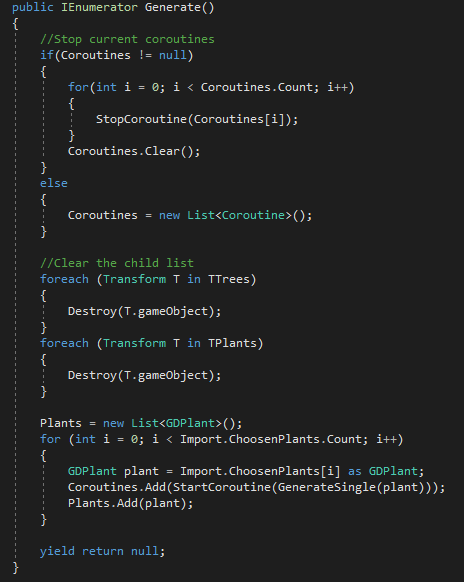 public IEnumerator Generate()
{
//Stop current coroutines
if(Coroutines != null)
{
for(int i = 0; i < Coroutines.Count; i++)
{
StopCoroutine(Coroutines[i]);
}
Coroutines.Clear();
}
else
{
Coroutines = new List<Coroutine>();
}

//Clear the child list
foreach (Transform T in TTrees)
{
Destroy(T.gameObject);
}
foreach (Transform T in TPlants)
{
Destroy(T.gameObject);
}

Plants = new List<GDPlant>();
for (int i = 0; i < Import.ChoosenPlants.Count; i++)
{
GDPlant plant = Import.ChoosenPlants[i] as GDPlant;
Coroutines.Add(StartCoroutine(GenerateSingle(plant)));
Plants.Add(plant);
}

yield return null;
}